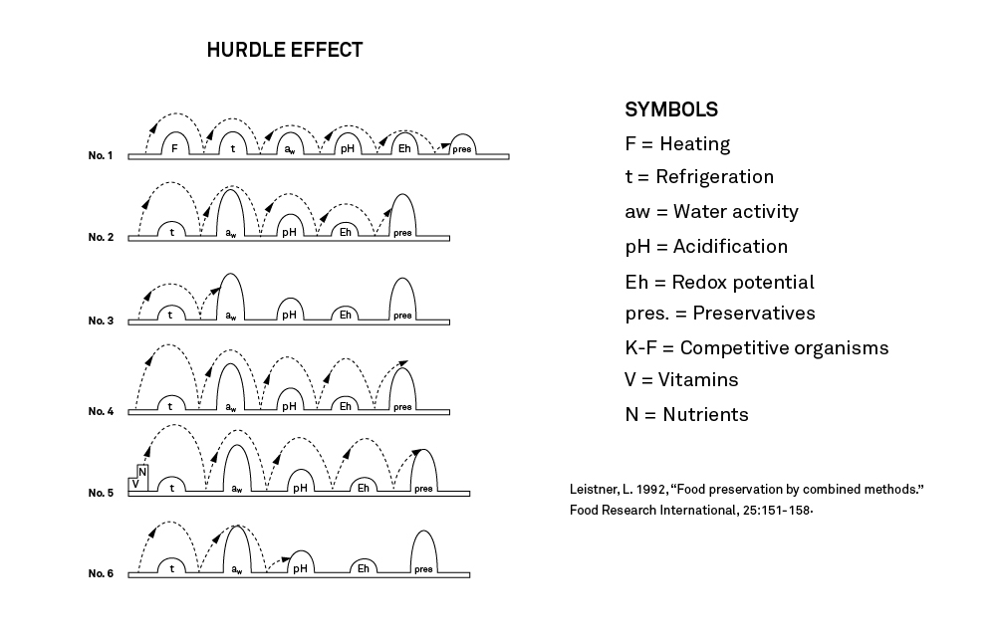 HURDLE EFFECT
No. 1 F t aw pH Eh pres
No. 2 t aw pH Eh pres
No. 3 t aw pH Eh pres
No. 4 t aw pH Eh pres
No. 5 V N t aw pH Eh pres
No. 6 t aw pH Eh pres
SYMBOLS
F = Heating
t = Refrigeration
aw = Water activity
pH = Acidification
Eh = Redox potential
pres. = Preservatives
K-F = Competitive organisms
V = Vitamins
N = Nutrients
Leistner, L. 1992, “Food preservation by combined methods.”
Food Research International, 25:151-158.